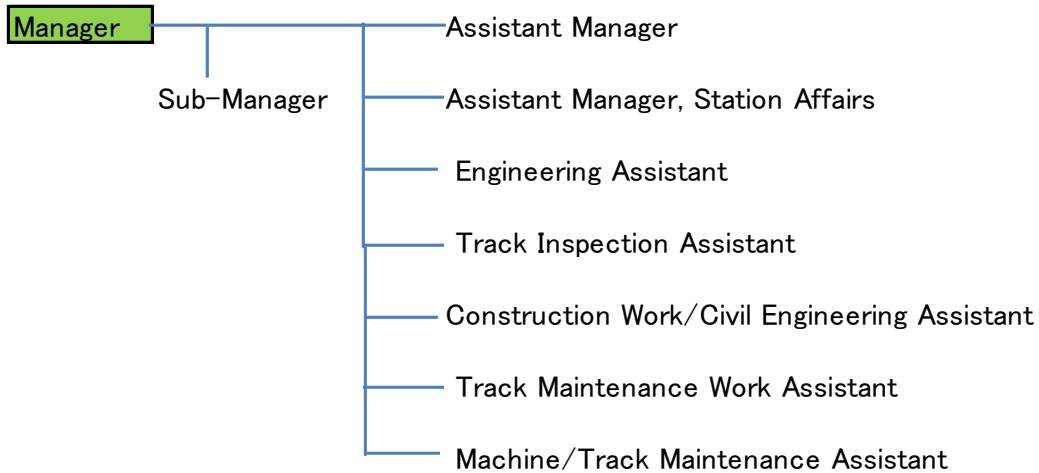 Manager
Assistant Manager
Sub-Manager
Assistant Manager, Station Affairs
Engineering Assistant
Track Inspection Assistant
Construction Work/Civil Engineering Assistant
Track Maintenance Work Assistant
Machine/Track Maintenance Assistant